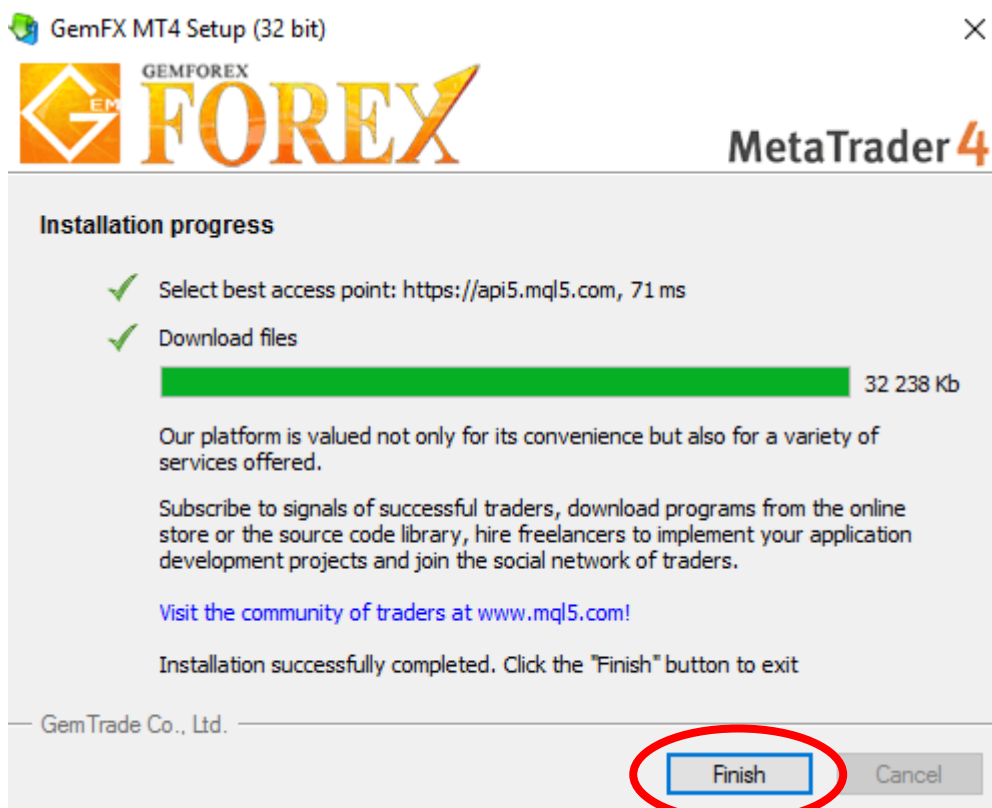 GemFX MT4 Setup (32 bit)
GEM
GEMFOREX
FOREX
MetaTrader 4
Installation progress
Select best access point: https://api5.mql5.com, 71 ms
Download files
32 238 Kb
Our platform is valued not only for its convenience but also for a variety of
services offered.
Subscribe to signals of successful traders, download programs from the online
store or the source code library, hire freelancers to implement your application
development projects and join the social network of traders.
Visit the community of traders at www.mql5.com!
Installation successfully completed. Click the "Finish" button to exit
GemTrade Co., Ltd.
Finish
Cancel